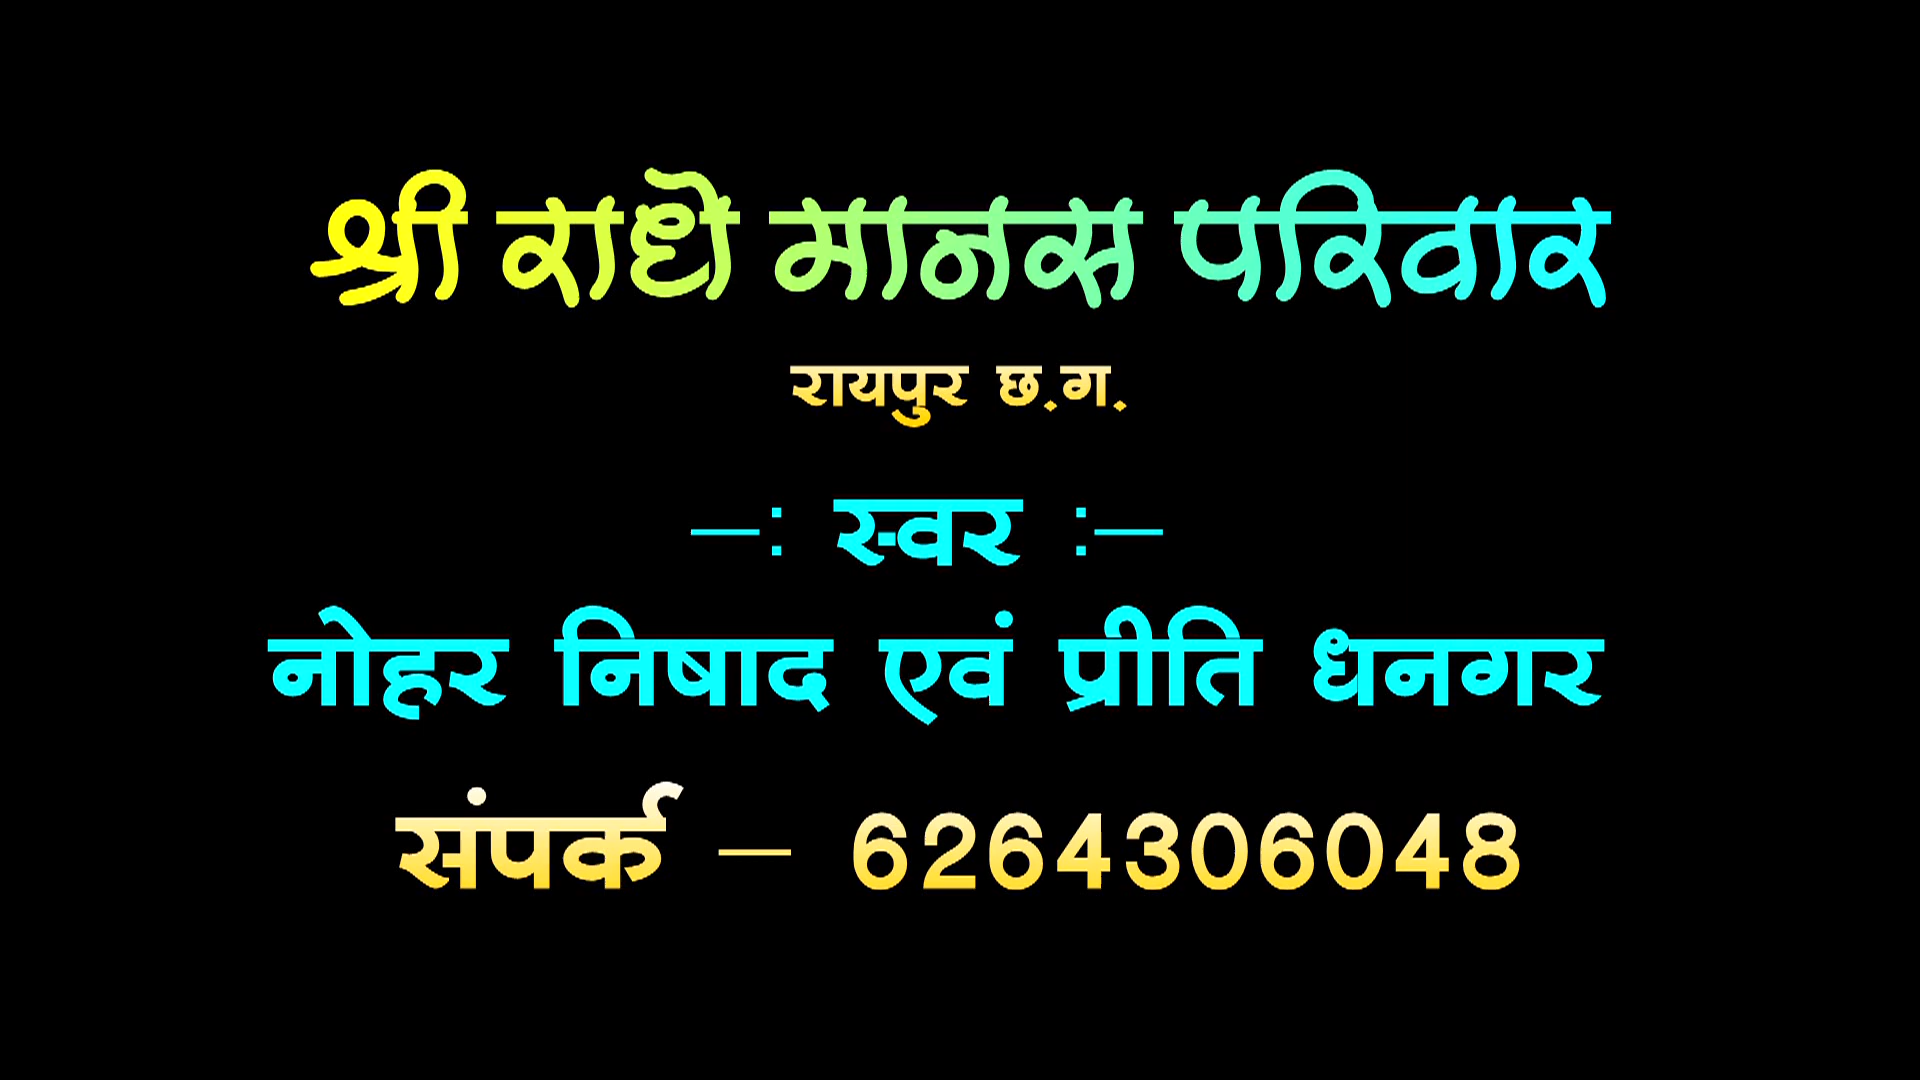 श्री राधे मानस परिवार
रायपुर छ.ग.
–: स्वर :–
नोहर निषाद एवं प्रीति धनगर
संपर्क – 6264306048